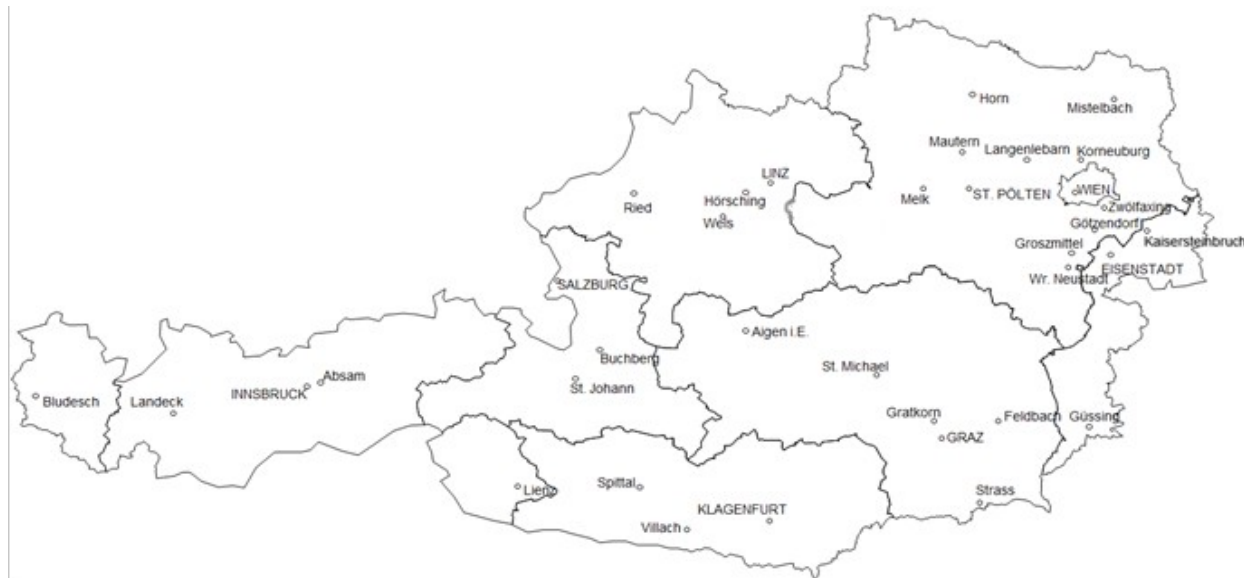 Horn
Mistelbach
Mautern
Langenlebarn
Korneuburg
LINZ
WIEN
Melk
ST. PÖLTEN
Hörsching
Ried
Zwölfaxing
Wels
Götzendorf
Kaisersteinbruch
Groszmittel
EISENSTADT
Wr. Neustadt
SALZBURG
Aigen i.E.
Buchberg
St. Michael
Absam
St. Johann
INNSBRUCK
Bludesch
Landeck
Gratkorn
Feldbach
Güssing
GRAZ
Lienz
Spittal
Strass
KLAGENFURT
Villach